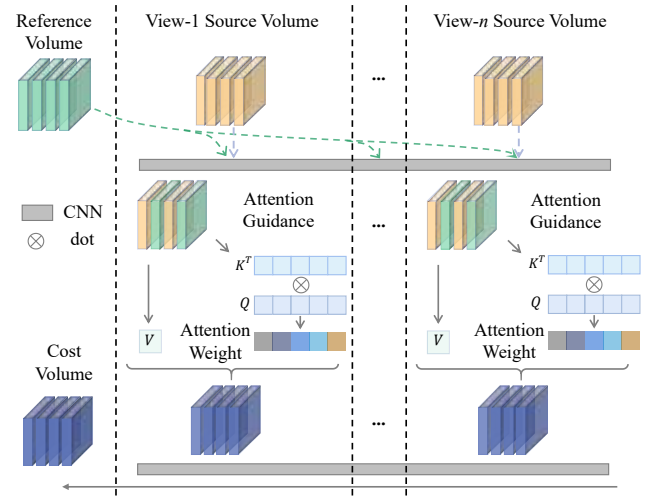 Reference
Volume
View-1 Source Volume
View-n Source Volume
...
CNN
dot
Attention
Guidance
K^T
Q
V
Attention
Weight
...
Attention
Guidance
K^T
Q
V
Attention
Weight
Cost
Volume
...